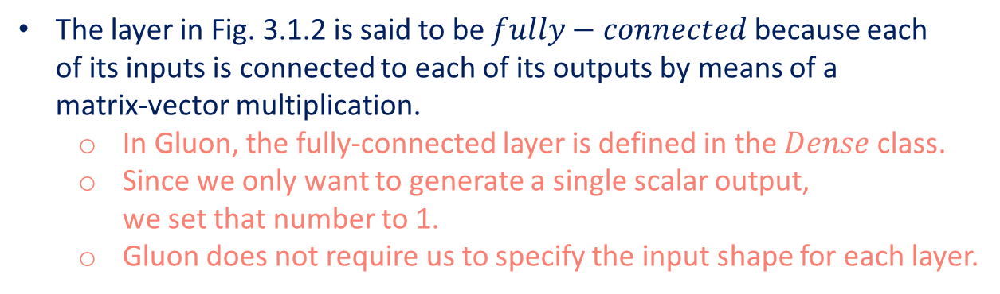 • The layer in Fig. 3.1.2 is said to be fully − connected because each
of its inputs is connected to each of its outputs by means of a
matrix-vector multiplication.
o In Gluon, the fully-connected layer is defined in the Dense class.
o Since we only want to generate a single scalar output,
we set that number to 1.
o Gluon does not require us to specify the input shape for each layer.